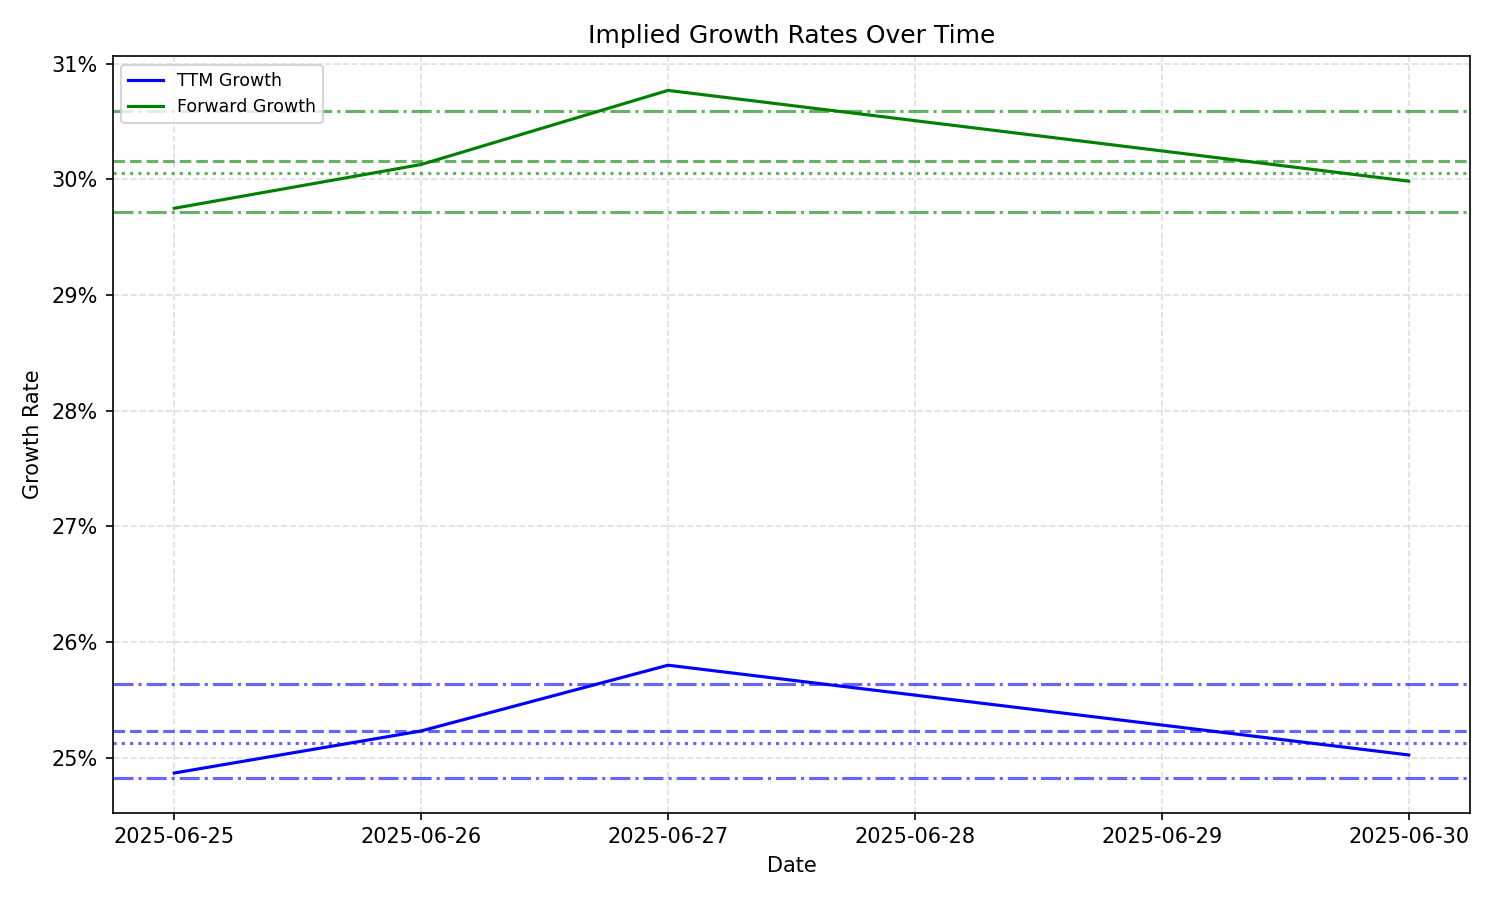 Implied Growth Rates Over Time
TTM Growth
Forward Growth
31%
30%
29%
28%
27%
26%
25%
Growth Rate
2025-06-25
2025-06-26
2025-06-27
2025-06-28
2025-06-29
2025-06-30
Date